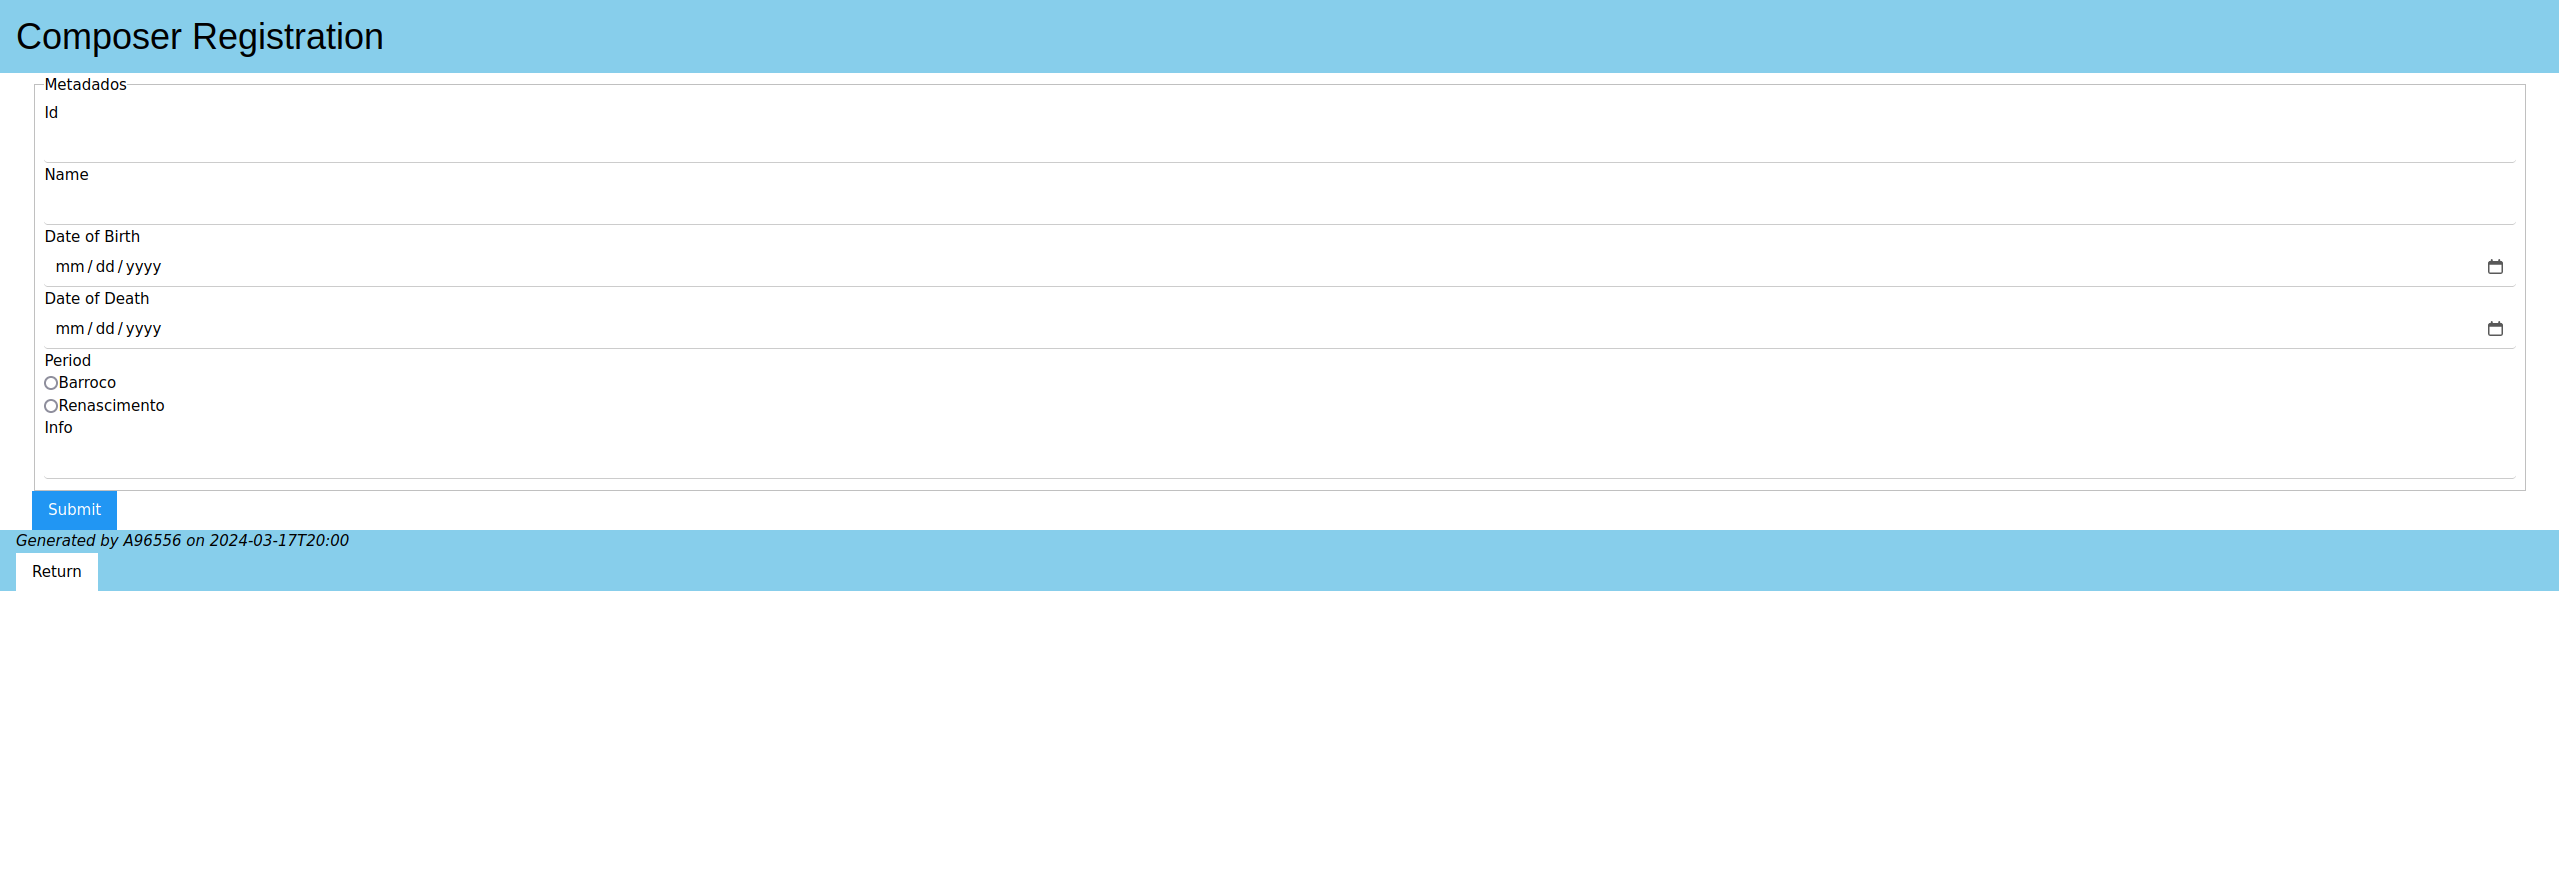 Composer Registration
Metadados
Id
Name
Date of Birth
mm/dd/yyyy
Date of Death
mm/dd/yyyy
Period
Barroco
Renascimento
Info
Submit
Generated by A96556 on 2024-03-17T20:00
Return